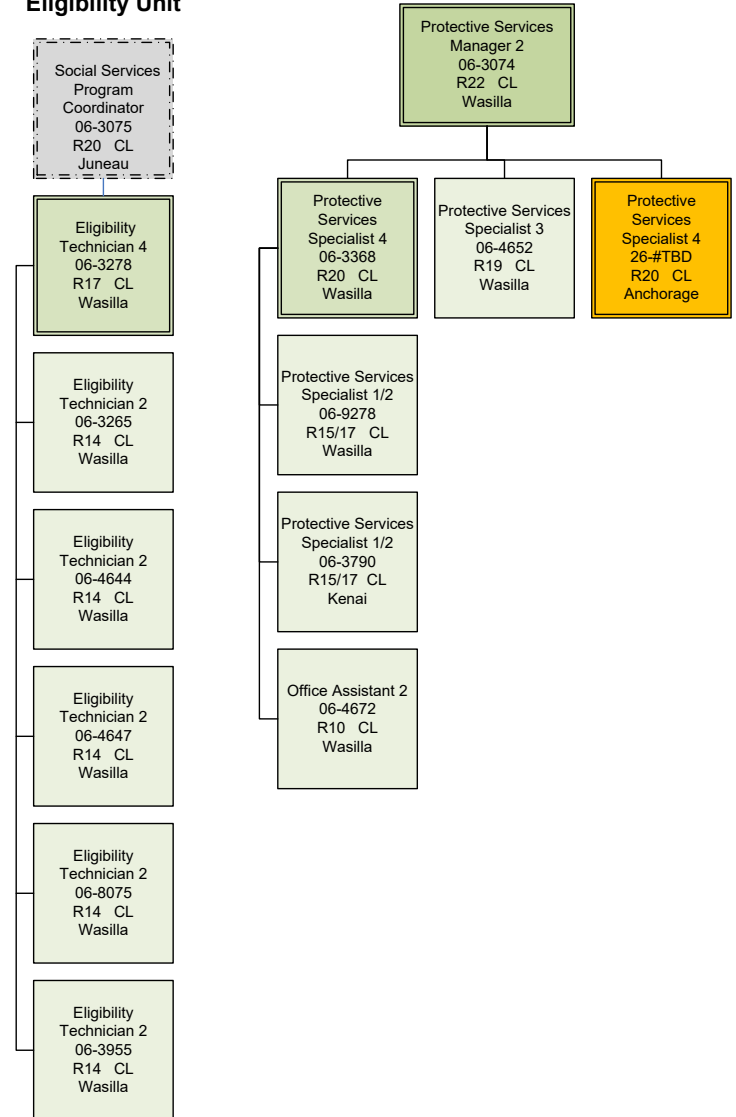 Eligibility Unit
Social Services
Program
Coordinator
06-3075
R20 CL
Juneau
Eligibility
Technician 4
06-3278
R17 CL
Wasilla
Eligibility
Technician 2
06-3265
R14 CL
Wasilla
Eligibility
Technician 2
06-4644
R14 CL
Wasilla
Eligibility
Technician 2
06-4647
R14 CL
Wasilla
Eligibility
Technician 2
06-8075
R14 CL
Wasilla
Eligibility
Technician 2
06-3955
R14 CL
Wasilla
Protective Services
Manager 2
06-3074
R22 CL
Wasilla
Protective
Services
Specialist 4
06-3368
R20 CL
Wasilla
Protective Services
Specialist 3
06-4652
R19 CL
Wasilla
Protective
Services
Specialist 4
26-#TBD
R20 CL
Anchorage
Protective Services
Specialist 1/2
06-9278
R15/17 CL
Wasilla
Protective Services
Specialist 1/2
06-3790
R15/17 CL
Kenai
Office Assistant 2
06-4672
R10 CL
Wasilla